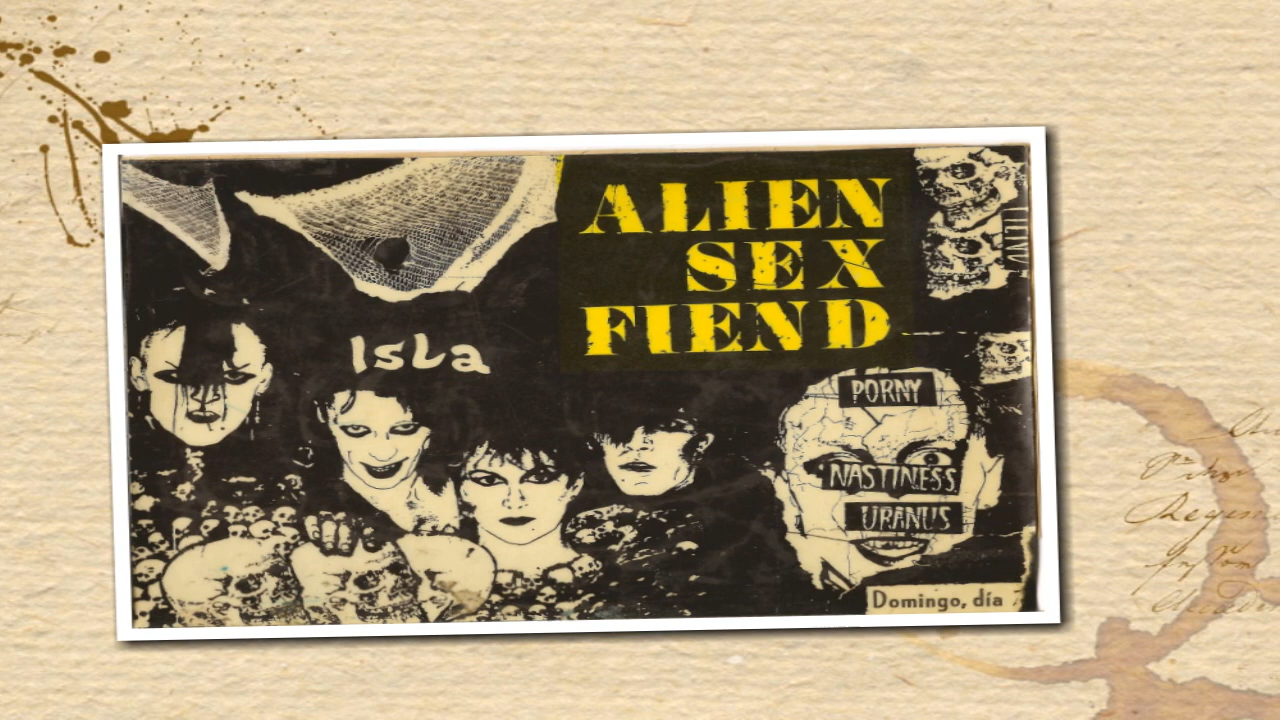 ALIEN
SEX
FIEND
Isla
PORNY
NASTINESS
URANUS
Domingo, día